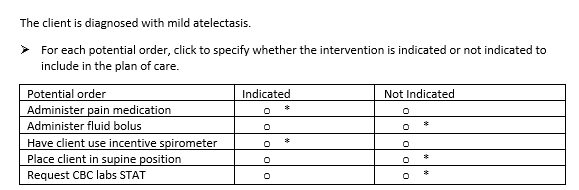 The client is diagnosed with mild atelectasis.
➢ For each potential order, click to specify whether the intervention is indicated or not indicated to
include in the plan of care.
Potential order Indicated Not Indicated
Administer pain medication o * o
Administer fluid bolus o o *
Have client use incentive spirometer o * o
Place client in supine position o o *
Request CBC labs STAT o o *